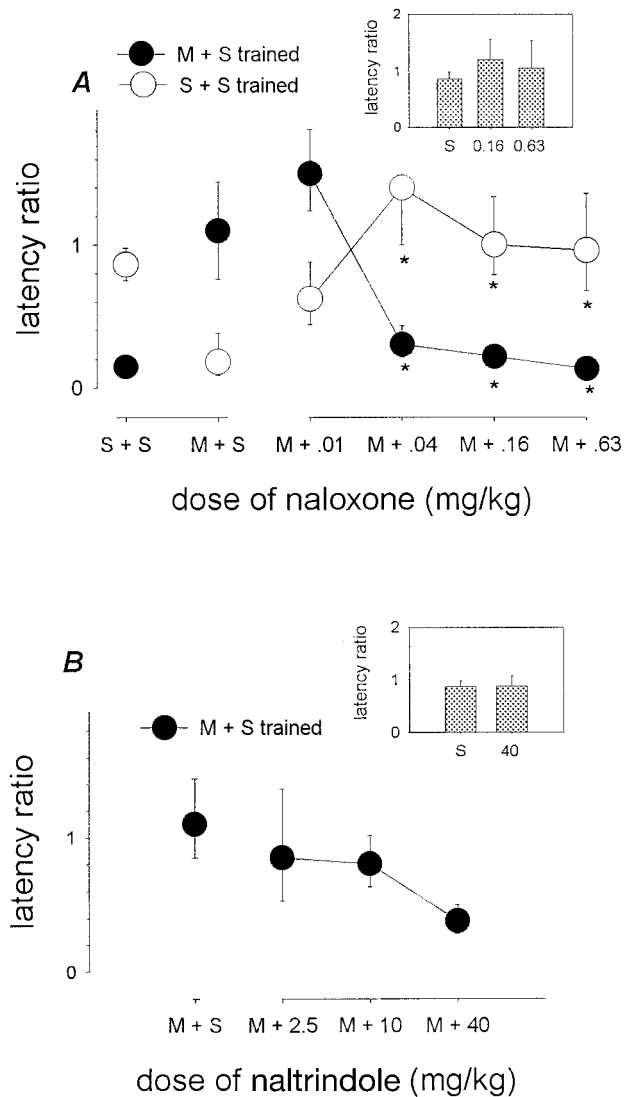 A
M + S trained
S + S trained
latency ratio
2
1
0
S 0.16 0.63
latency ratio
1
0
*
*
*
*
*
*
S + S M + S M + .01 M + .04 M + .16 M + .63
dose of naloxone (mg/kg)
B
M + S trained
latency ratio
2
1
0
S 40
latency ratio
1
0
M + S M + 2.5 M + 10 M + 40
dose of naltrindole (mg/kg)